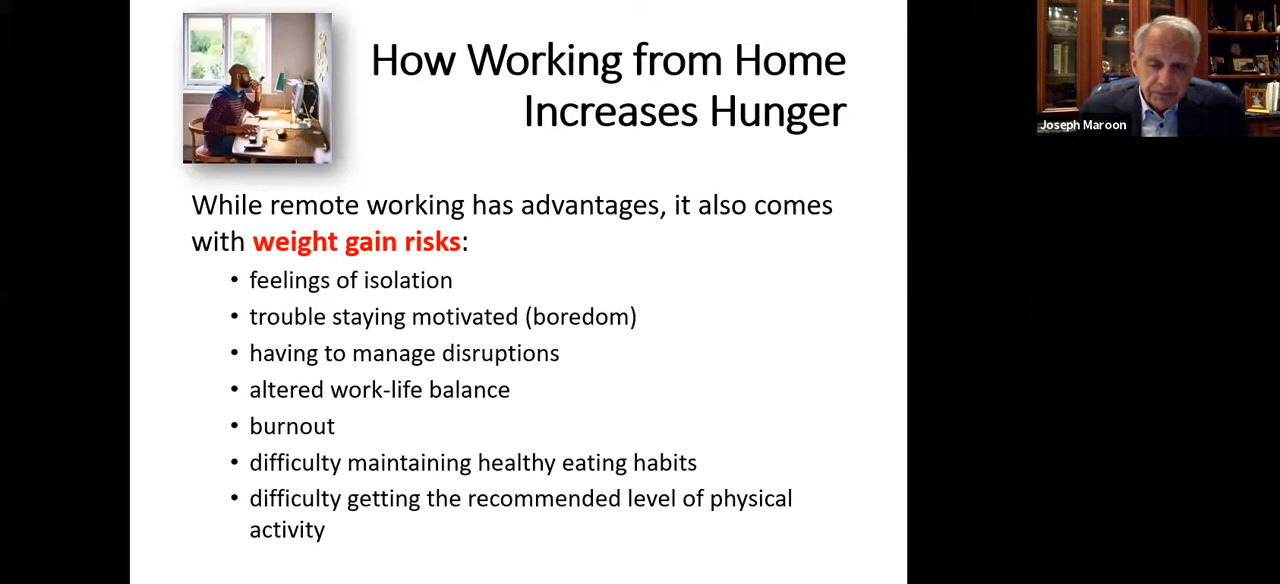 How Working from Home
Increases Hunger
Joseph Maroon
While remote working has advantages, it also comes
with weight gain risks:
• feelings of isolation
• trouble staying motivated (boredom)
• having to manage disruptions
• altered work-life balance
• burnout
• difficulty maintaining healthy eating habits
• difficulty getting the recommended level of physical
activity